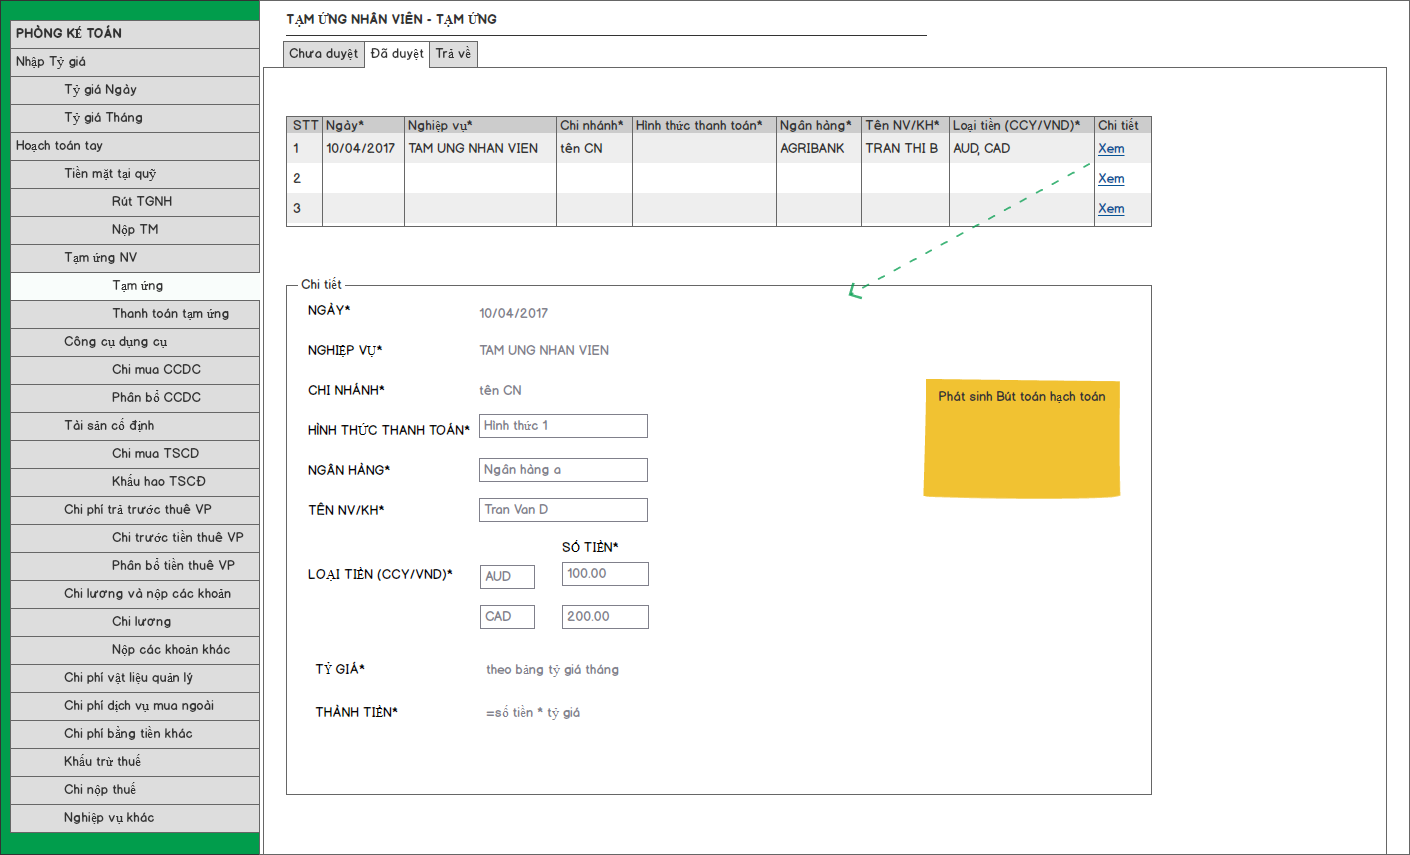 PHÒNG KẾ TOÁN
Nhập Tỷ giá
Tỷ giá Ngày
Tỷ giá Tháng
Hoạch toán tay
Tiền mặt tại quỹ
Rút TGNH
Nộp TM
Tạm ứng NV
Tạm ứng
Thanh toán tạm ứng
Công cụ dụng cụ
Chi mua CCDC
Phân bổ CCDC
Tài sản cố định
Chi mua TSCD
Khấu hao TSCĐ
Chi phí trả trước thuê VP
Chi trước tiền thuê VP
Phân bổ tiền thuê VP
Chi lương và nộp các khoản
Chi lương
Nộp các khoản khác
Chi phí vật liệu quản lý
Chi phí dịch vụ mua ngoài
Chi phí bằng tiền khác
Khấu trừ thuế
Chi nộp thuế
Nghiệp vụ khác
TẠM ỨNG NHÂN VIÊN - TẠM ỨNG
Chưa duyệt Đã duyệt Trả về
STT Ngày* Nghiệp vụ* Chi nhánh* Hình thức thanh toán* Ngân hàng* Tên NV/KH* Loại tiền (CCY/VND)* Chi tiết
1 10/04/2017 TAM UNG NHAN VIEN tên CN AGRIBANK TRAN THI B AUD, CAD Xem
2 Xem
3 Xem
Chi tiết
NGÀY* 10/04/2017
NGHIỆP VỤ* TAM UNG NHAN VIEN
CHI NHÁNH* tên CN
HÌNH THỨC THANH TOÁN* Hình thức 1
NGÂN HÀNG* Ngân hàng a
TÊN NV/KH* Tran Van D
SỐ TIỀN*
LOẠI TIỀN (CCY/VND)* AUD 100.00
CAD 200.00
TỶ GIÁ* theo bảng tỷ giá tháng
THÀNH TIỀN* =số tiền * tỷ giá
Phát sinh Bút toán hạch toán